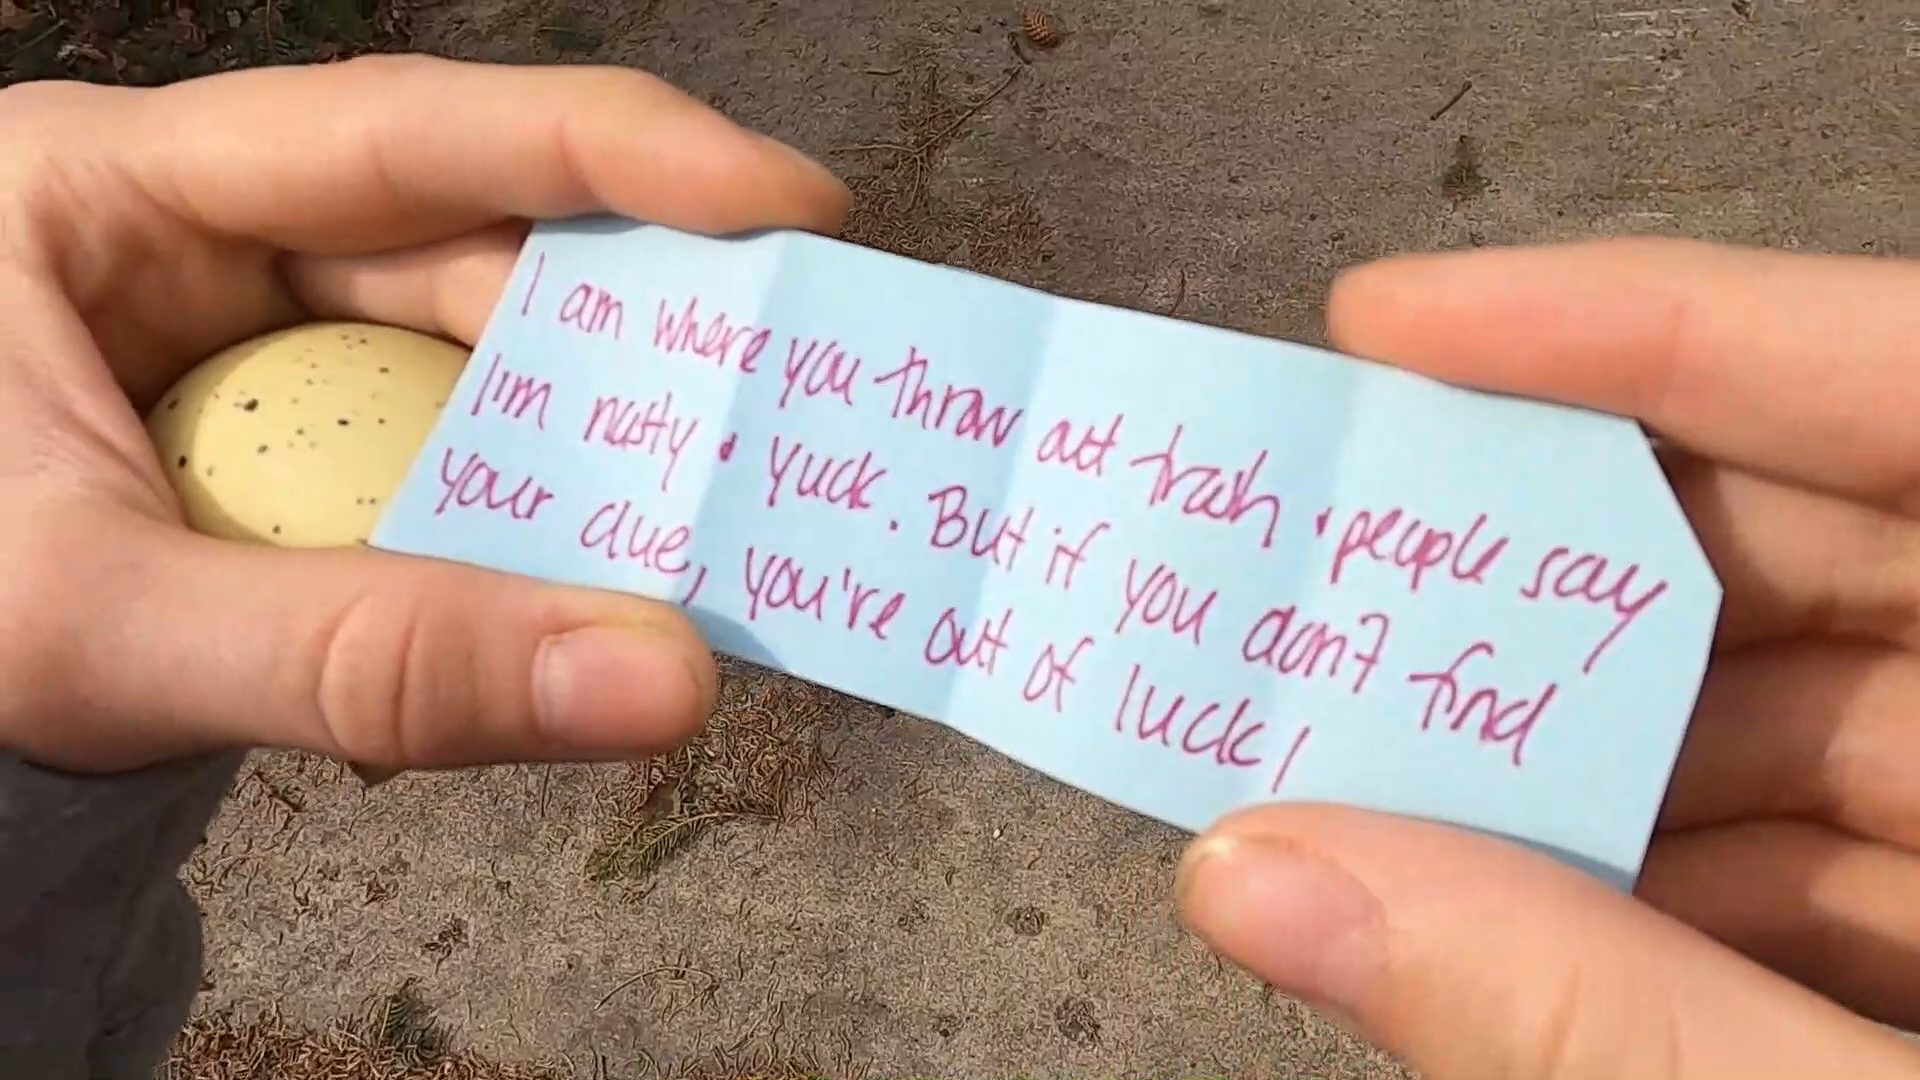 I am where you throw out trash & people say
I'm nasty & yuck. But if you don't find
your clue, you're out of luck!